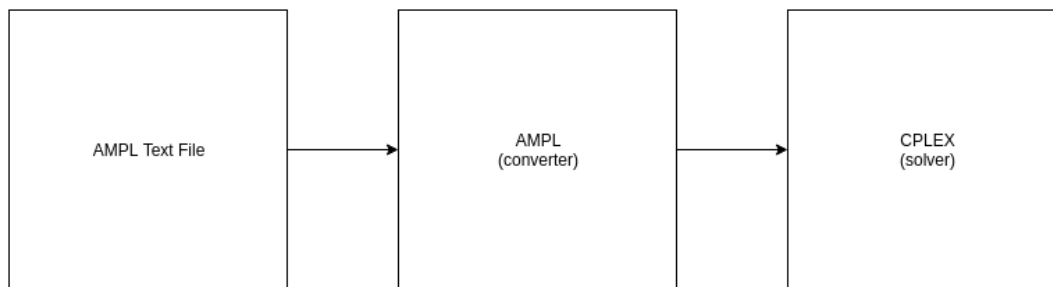 AMPL Text File
AMPL
(converter)
CPLEX
(solver)